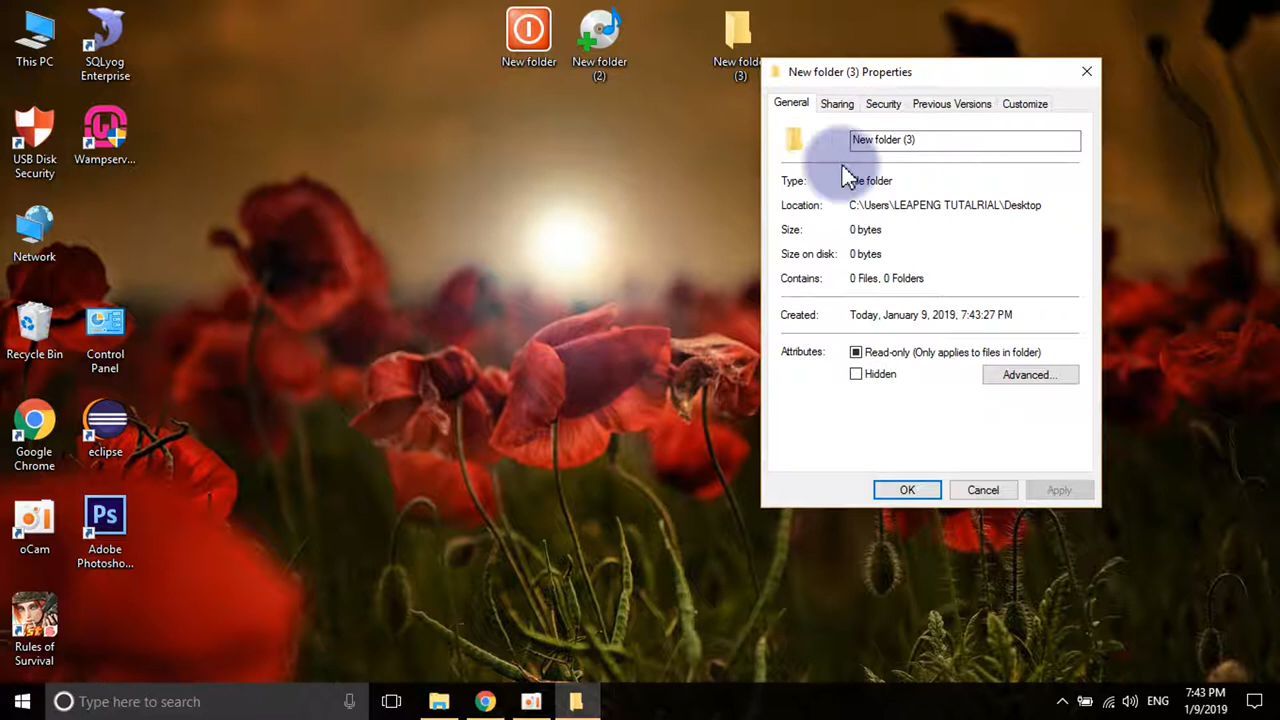 This PC
SQLyog
Enterprise
New folder
New folder
(2)
New folde
(3)
USB Disk
Security
Wampserv...
Network
Recycle Bin
Control
Panel
Google
Chrome
eclipse
oCam
Ps
Adobe
Photosho...
Rules of
Survival
New folder (3) Properties
General
Sharing
Security
Previous Versions
Customize
New folder (3)
Type: File folder
Location: C:\Users\LEAPENG TUTALRIAL\Desktop
Size: 0 bytes
Size on disk: 0 bytes
Contains: 0 Files, 0 Folders
Created: Today, January 9, 2019, 7:43:27 PM
Attributes: Read-only (Only applies to files in folder)
Hidden
Advanced...
OK
Cancel
Apply
Type here to search
ENG
7:43 PM
1/9/2019